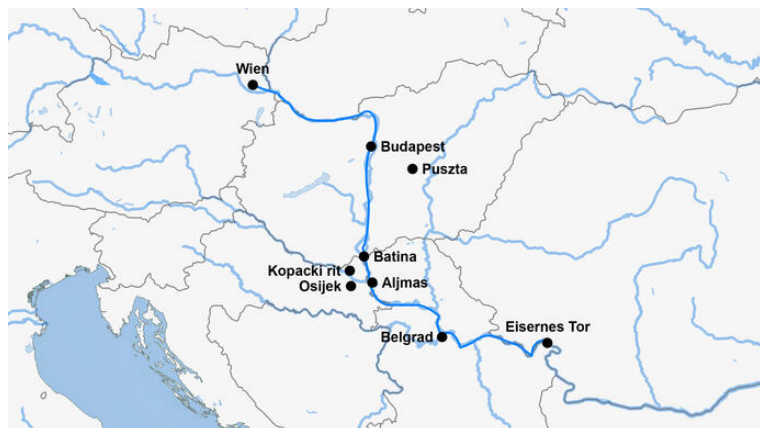 Wien
Budapest
Puszta
Batina
Kopacki rit
Osijek
Aljmas
Eisernes Tor
Belgrad